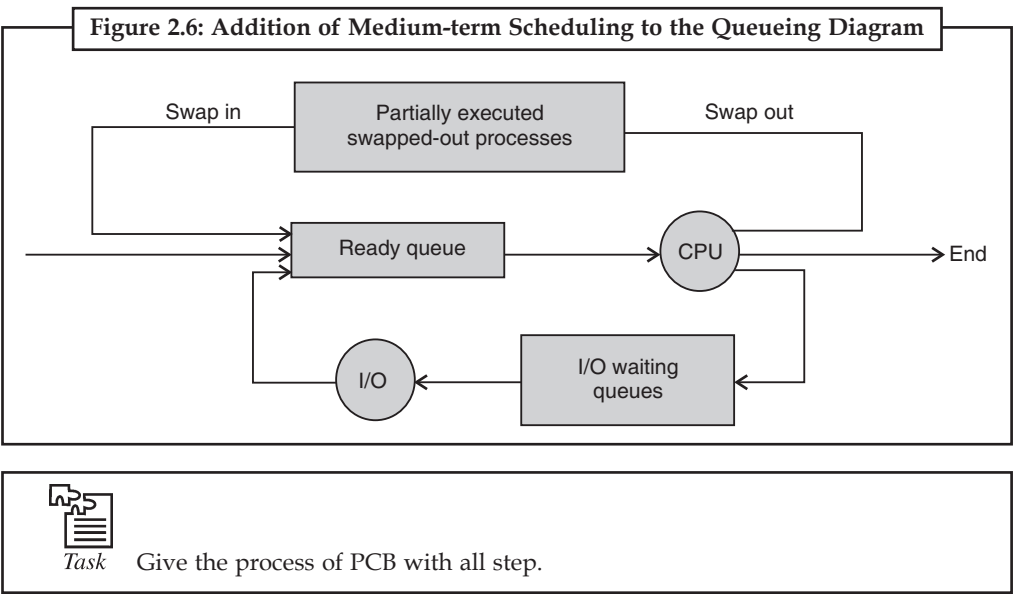 Figure 2.6: Addition of Medium-term Scheduling to the Queueing Diagram
Swap in
Partially executed
swapped-out processes
Swap out
Ready queue
CPU
End
I/O
I/O waiting
queues
Task
Give the process of PCB with all step.